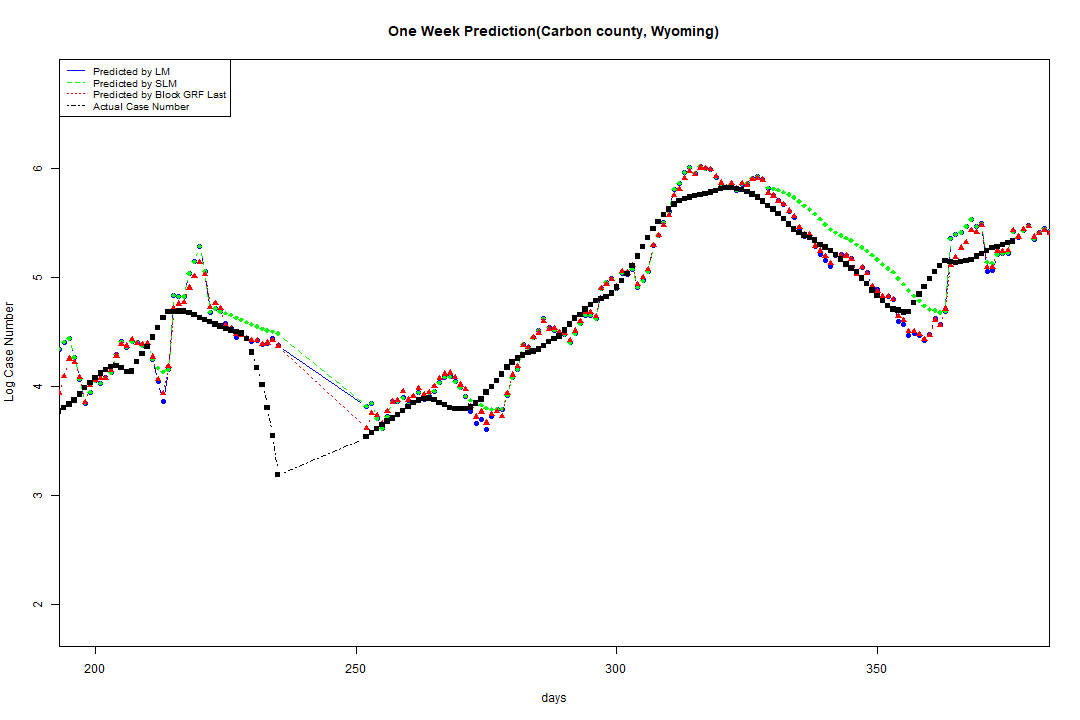 One Week Prediction(Carbon county, Wyoming)
Predicted by LM
Predicted by SLM
Predicted by Block GRF Last
Actual Case Number
6
5
4
3
2
Log Case Number
200 250 300 350
days